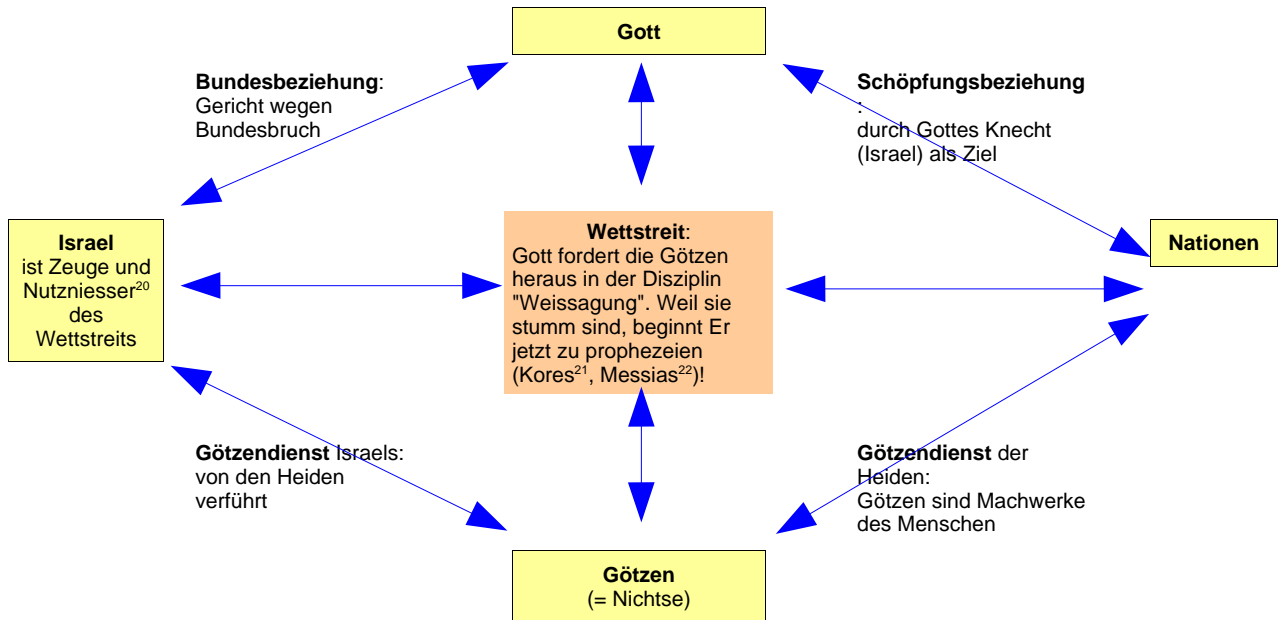 Gott
Bundesbeziehung:
Gericht wegen
Bundesbruch
Schöpfungsbeziehung
:
durch Gottes Knecht
(Israel) als Ziel
Israel
ist Zeuge und
Nutzniesser²⁰
des
Wettstreits
Wettstreit:
Gott fordert die Götzen
heraus in der Disziplin
"Weissagung". Weil sie
stumm sind, beginnt Er
jetzt zu prophezeien
(Kores²¹, Messias²²)!
Nationen
Götzendienst Israels:
von den Heiden
verführt
Götzendienst der
Heiden:
Götzen sind Machwerke
des Menschen
Götzen
(= Nichtse)